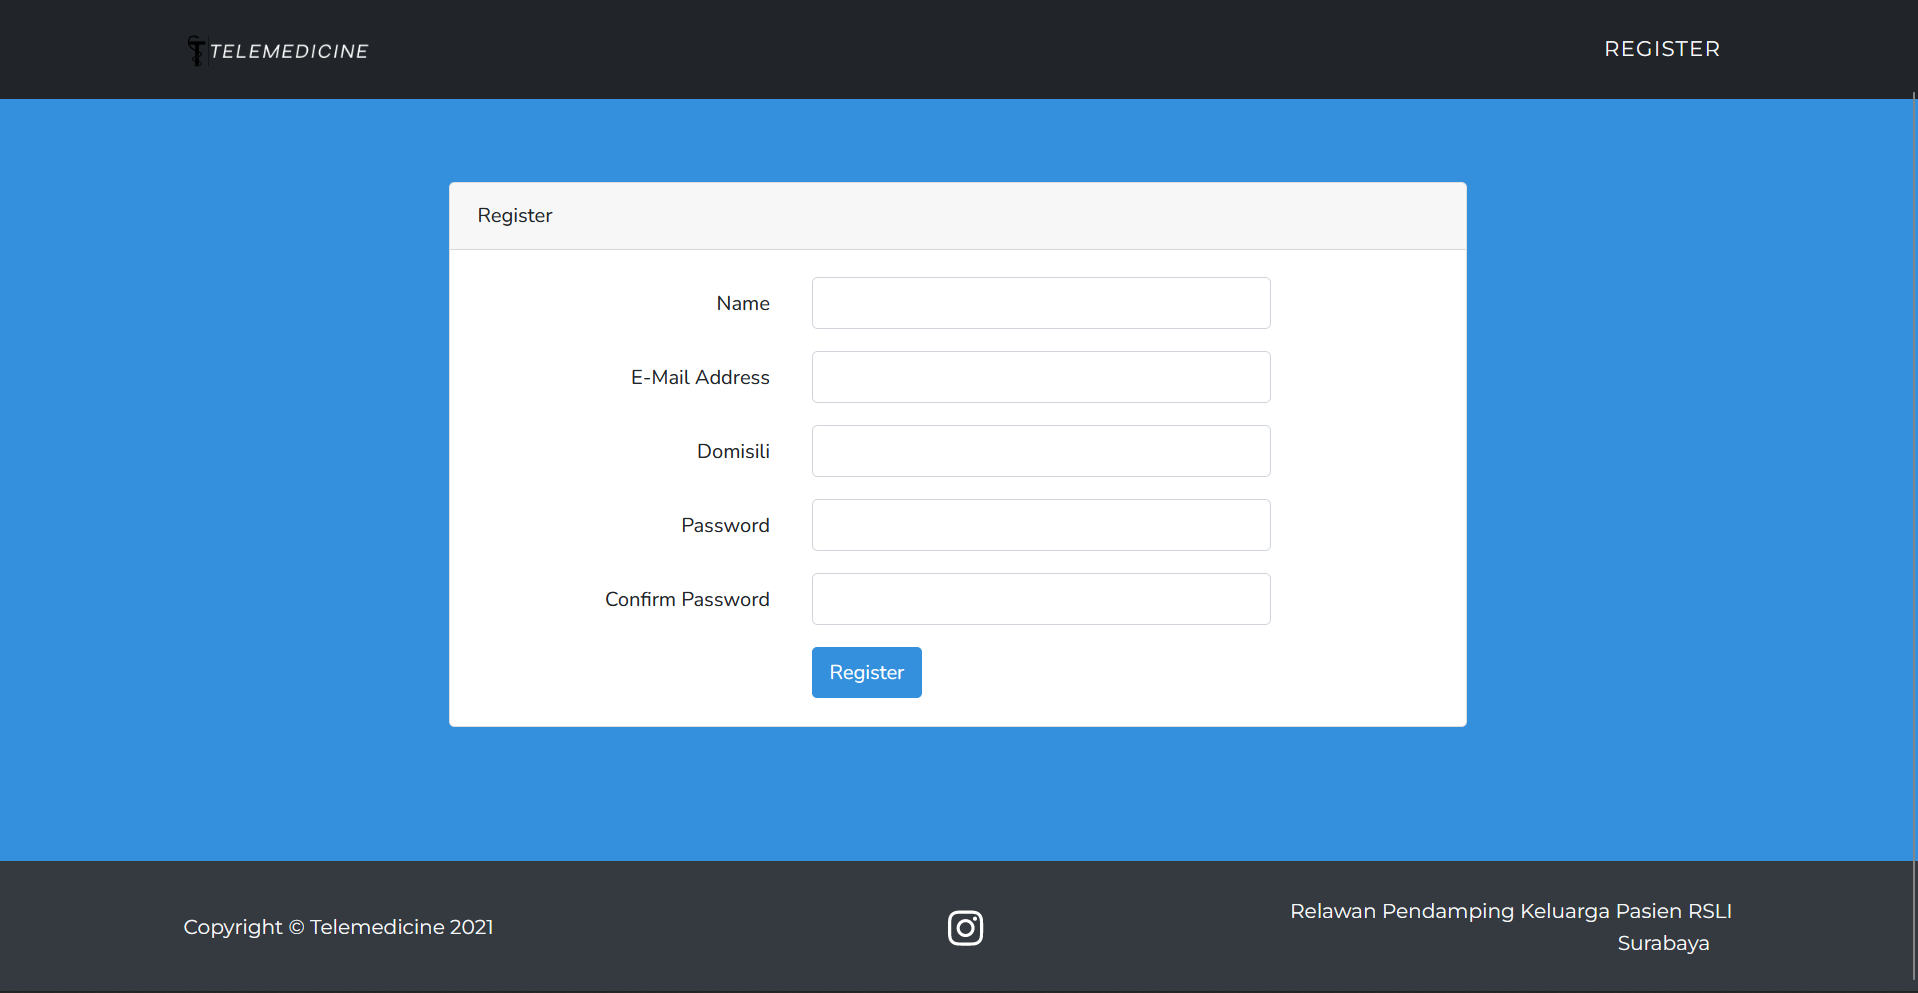 TELEMEDICINE
REGISTER
Register
Name
E-Mail Address
Domisili
Password
Confirm Password
Register
Copyright © Telemedicine 2021
Relawan Pendamping Keluarga Pasien RSLI
Surabaya